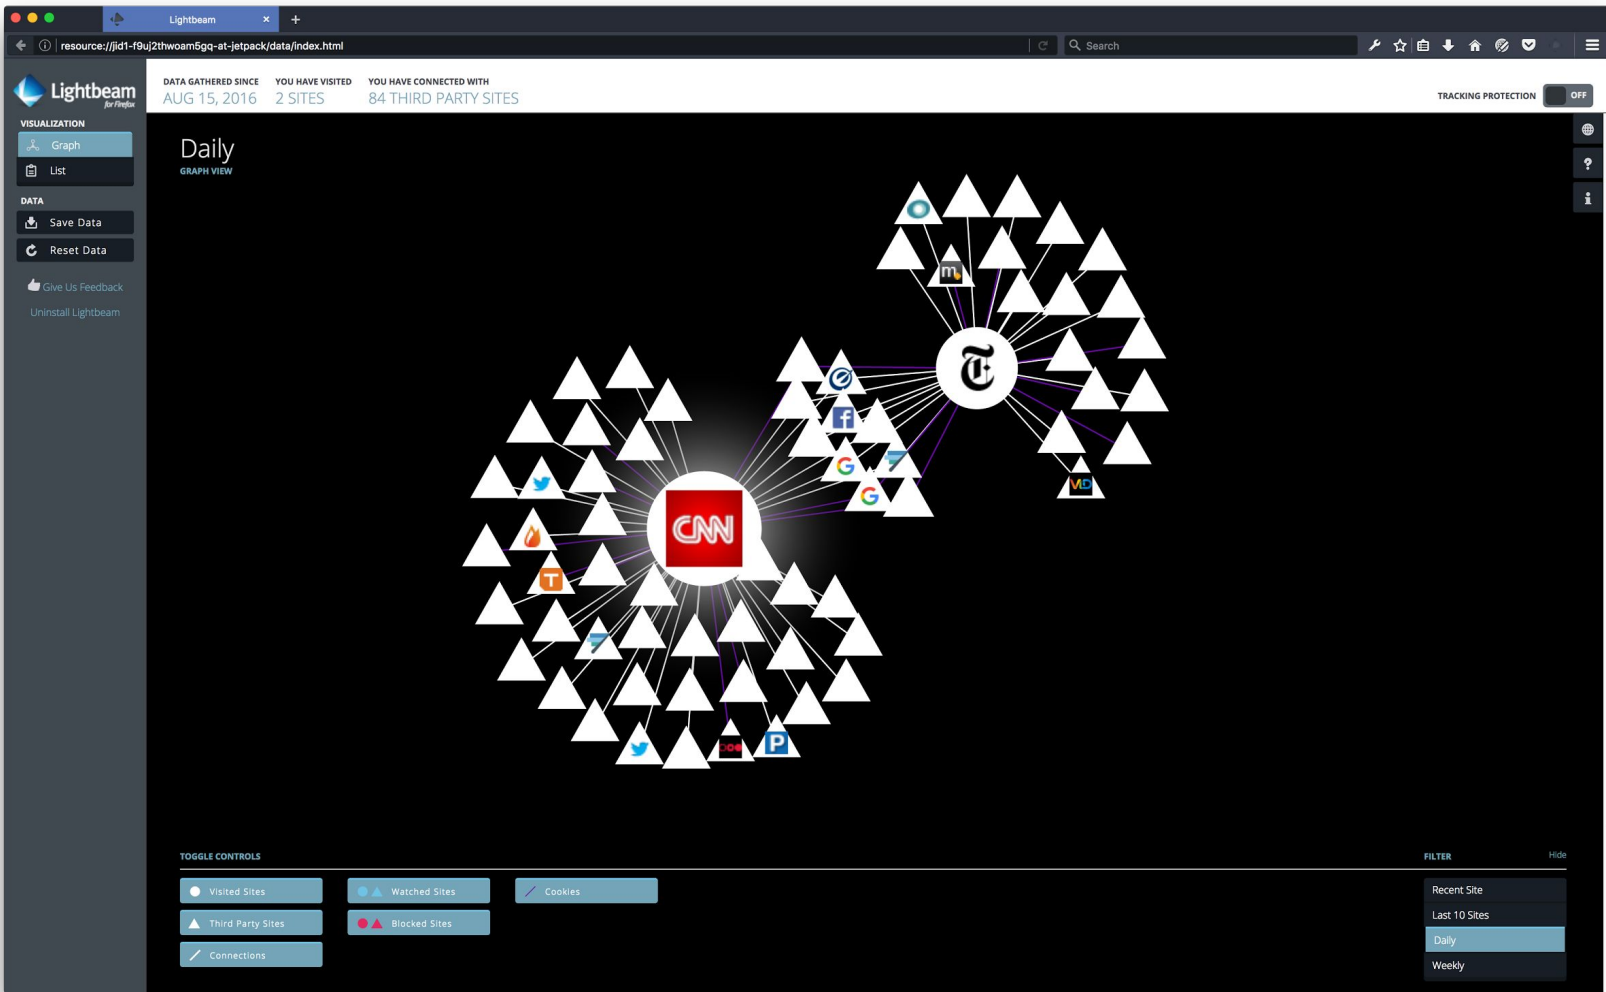 Lightbeam
resource://jid1-f9uj2thwoam5gq-at-jetpack/data/index.html
Search
Lightbeam
for Firefox
DATA GATHERED SINCE
AUG 15, 2016
YOU HAVE VISITED
2 SITES
YOU HAVE CONNECTED WITH
84 THIRD PARTY SITES
TRACKING PROTECTION
OFF
VISUALIZATION
Graph
List
DATA
Save Data
Reset Data
Give Us Feedback
Uninstall Lightbeam
Daily
GRAPH VIEW
m
T
f
G
G
CNN
T
VD
P
TOGGLE CONTROLS
Visited Sites
Watched Sites
Cookies
Third Party Sites
Blocked Sites
Connections
FILTER
Hide
Recent Site
Last 10 Sites
Daily
Weekly